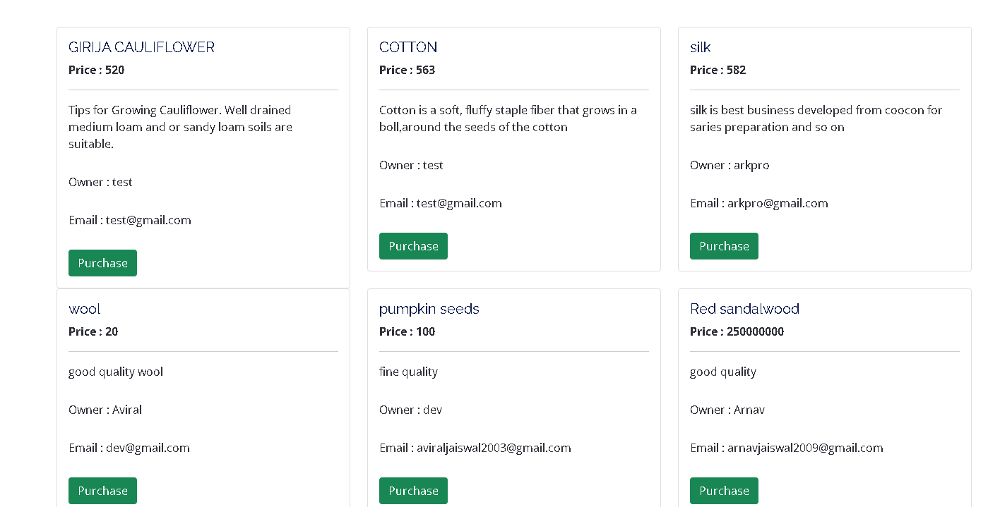 GIRIJA CAULIFLOWER
Price : 520
Tips for Growing Cauliflower. Well drained
medium loam and or sandy loam soils are
suitable.
Owner : test
Email : test@gmail.com
Purchase
COTTON
Price : 563
Cotton is a soft, fluffy staple fiber that grows in a
boll,around the seeds of the cotton
Owner : test
Email : test@gmail.com
Purchase
silk
Price : 582
silk is best business developed from coocon for
saries preparation and so on
Owner : arkpro
Email : arkpro@gmail.com
Purchase
wool
Price : 20
good quality wool
Owner : Aviral
Email : dev@gmail.com
Purchase
pumpkin seeds
Price : 100
fine quality
Owner : dev
Email : aviraljaiswal2003@gmail.com
Purchase
Red sandalwood
Price : 250000000
good quality
Owner : Arnav
Email : arnavjaiswal2009@gmail.com
Purchase